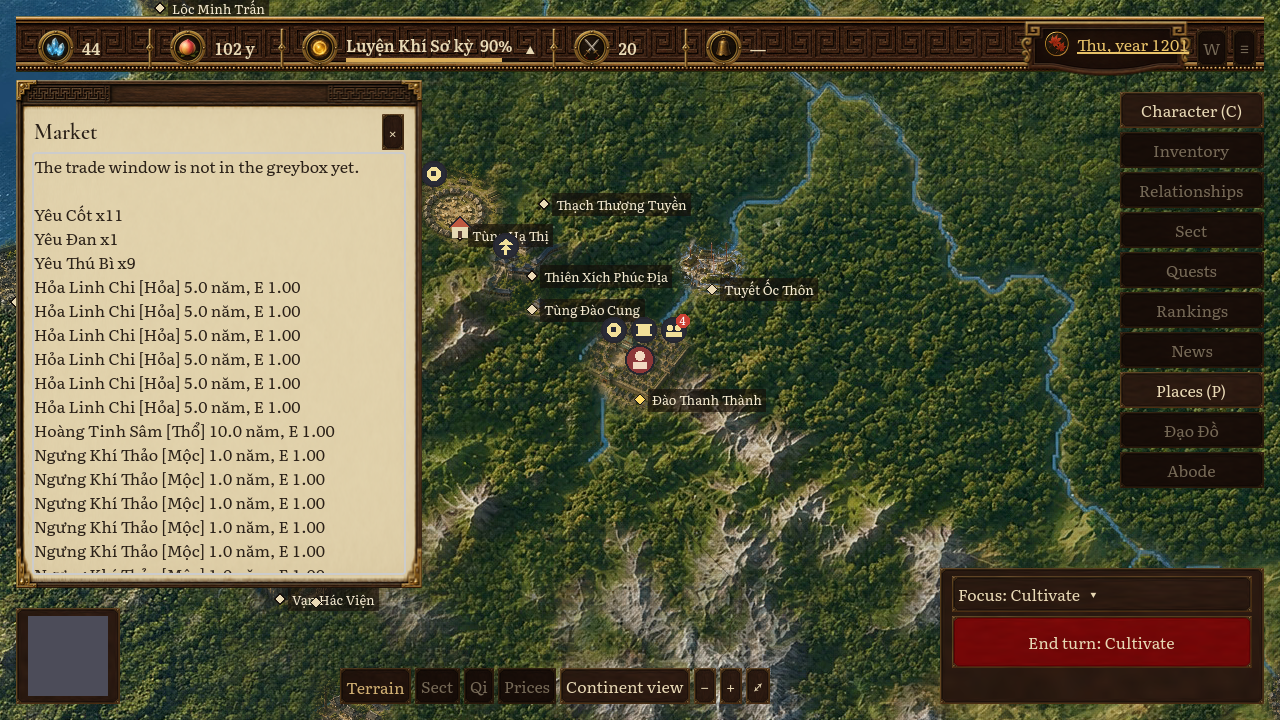 Lộc Minh Trấn
44
102 y
Luyện Khí Sơ kỳ 90% ▲
20
—
Thu, year 1201
W
≡
Market
×
The trade window is not in the greybox yet.
Yêu Cốt x11
Yêu Đan x1
Yêu Thú Bì x9
Hỏa Linh Chi [Hỏa] 5.0 năm, E 1.00
Hỏa Linh Chi [Hỏa] 5.0 năm, E 1.00
Hỏa Linh Chi [Hỏa] 5.0 năm, E 1.00
Hỏa Linh Chi [Hỏa] 5.0 năm, E 1.00
Hỏa Linh Chi [Hỏa] 5.0 năm, E 1.00
Hỏa Linh Chi [Hỏa] 5.0 năm, E 1.00
Hoàng Tinh Sâm [Thổ] 10.0 năm, E 1.00
Ngưng Khí Thảo [Mộc] 1.0 năm, E 1.00
Ngưng Khí Thảo [Mộc] 1.0 năm, E 1.00
Ngưng Khí Thảo [Mộc] 1.0 năm, E 1.00
Ngưng Khí Thảo [Mộc] 1.0 năm, E 1.00
Ngưng Khí Thảo [Mộc] 1.0 năm, E 1.00
Thạch Thượng Tuyền
Hạ Thị
Thiên Xích Phúc Địa
Tuyết Ốc Thôn
Tùng Đào Cung
4
Đào Thanh Thành
Vạn Hác Viện
Character (C)
Inventory
Relationships
Sect
Quests
Rankings
News
Places (P)
Đạo Đồ
Abode
Focus: Cultivate ▾
End turn: Cultivate
Terrain
Sect
Qi
Prices
Continent view
−
+
⤢